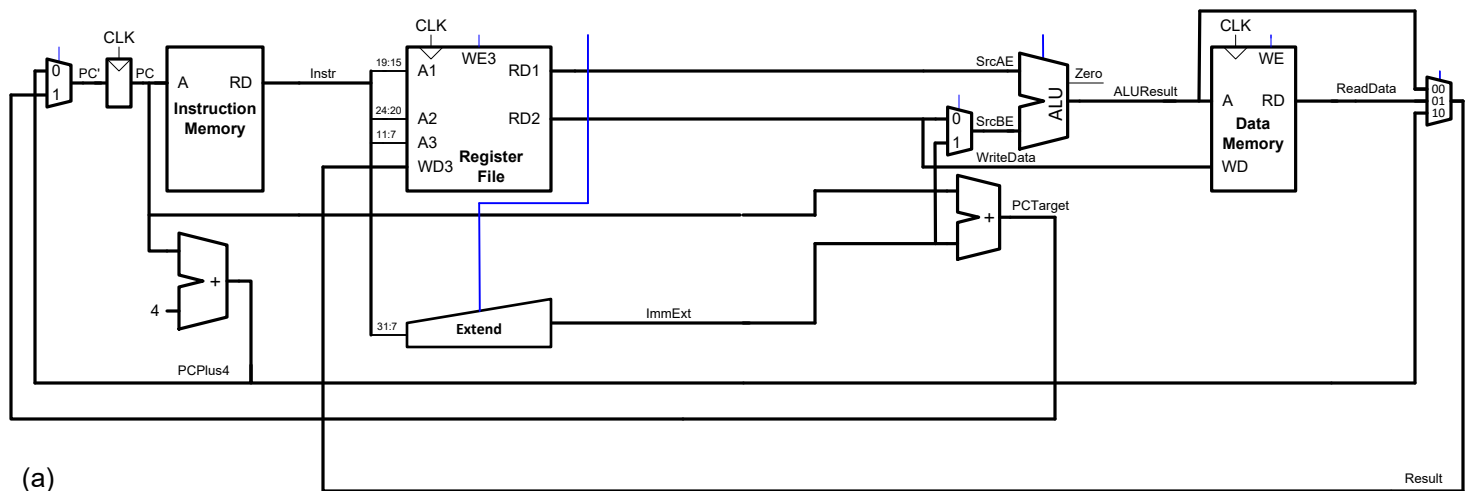 CLK
CLK
CLK
0
1
PC'
PC
A
RD
Instruction
Memory
Instr
19:15
24:20
11:7
31:7
A1
A2
A3
WD3
WE3
RD1
RD2
Register
File
SrcAE
0
1
SrcBE
WriteData
ALU
Zero
ALUResult
WE
A
RD
Data
Memory
WD
ReadData
00
01
10
+
PCTarget
+
4
Extend
ImmExt
PCPlus4
(a)
Result